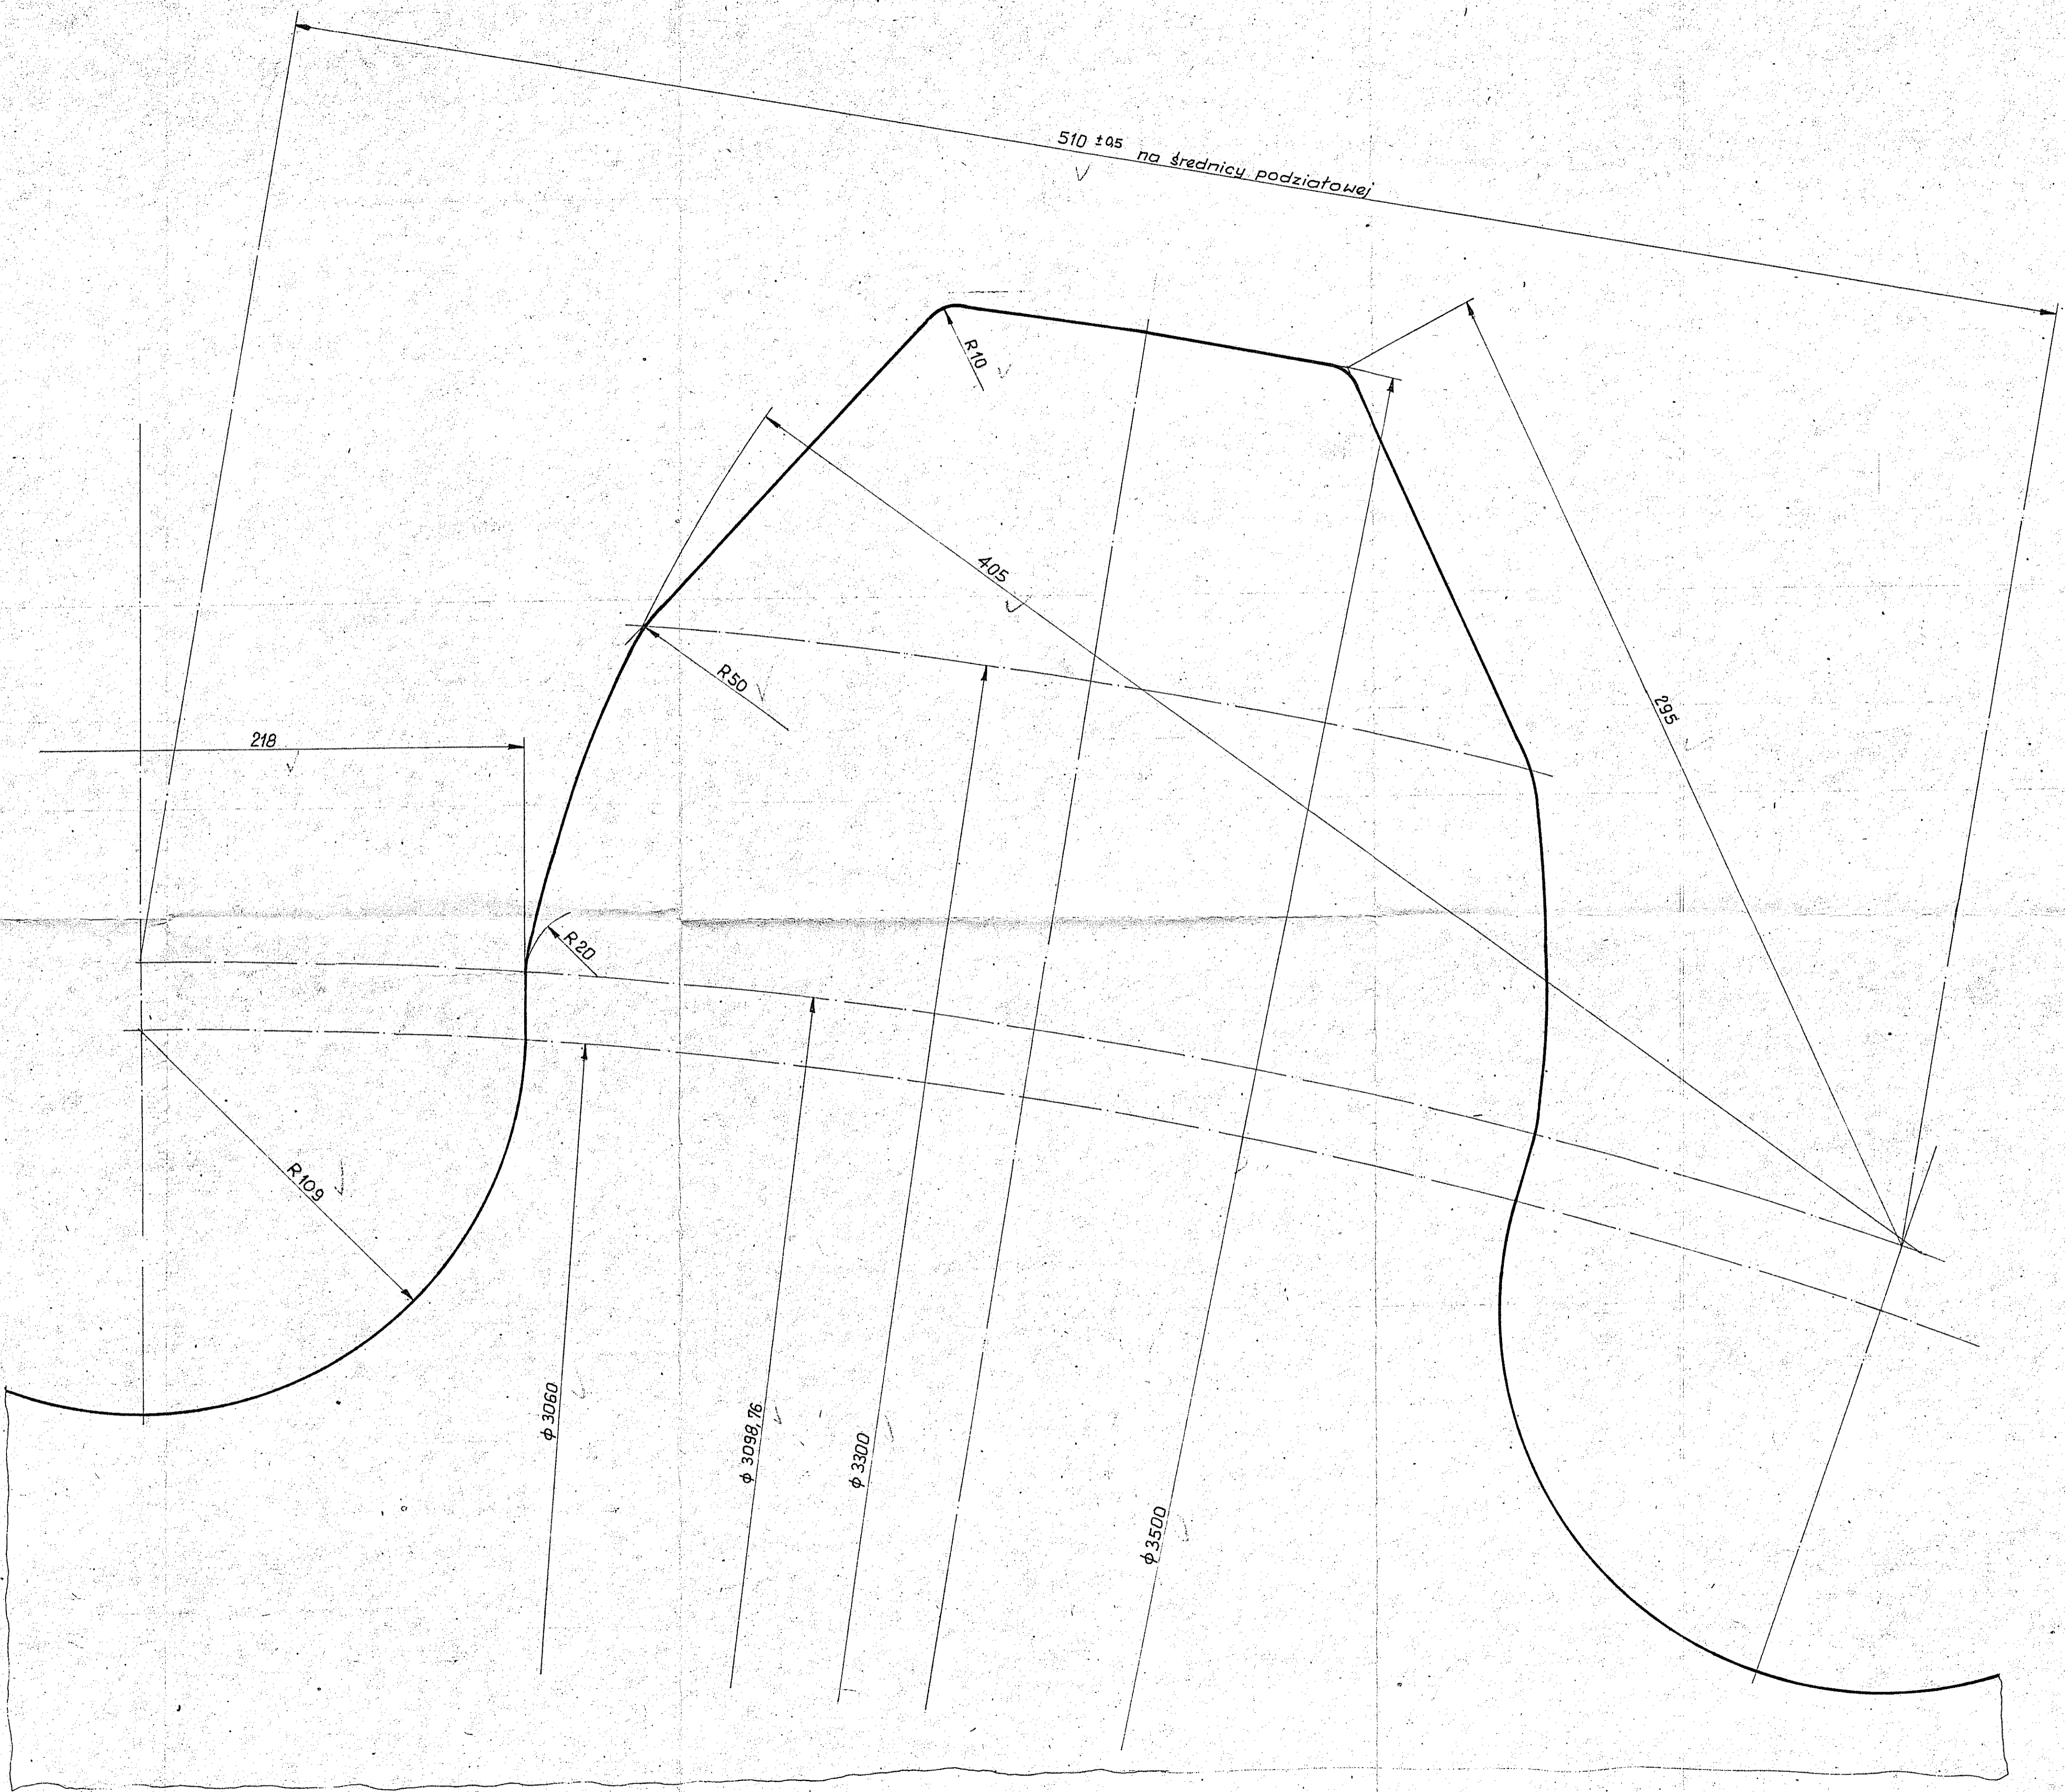 510 ±0,5 na średnicy podziałowej
R10
405
R50
295
218
R20
R109
φ 3060
φ 3098,76
φ 3300
φ 3500